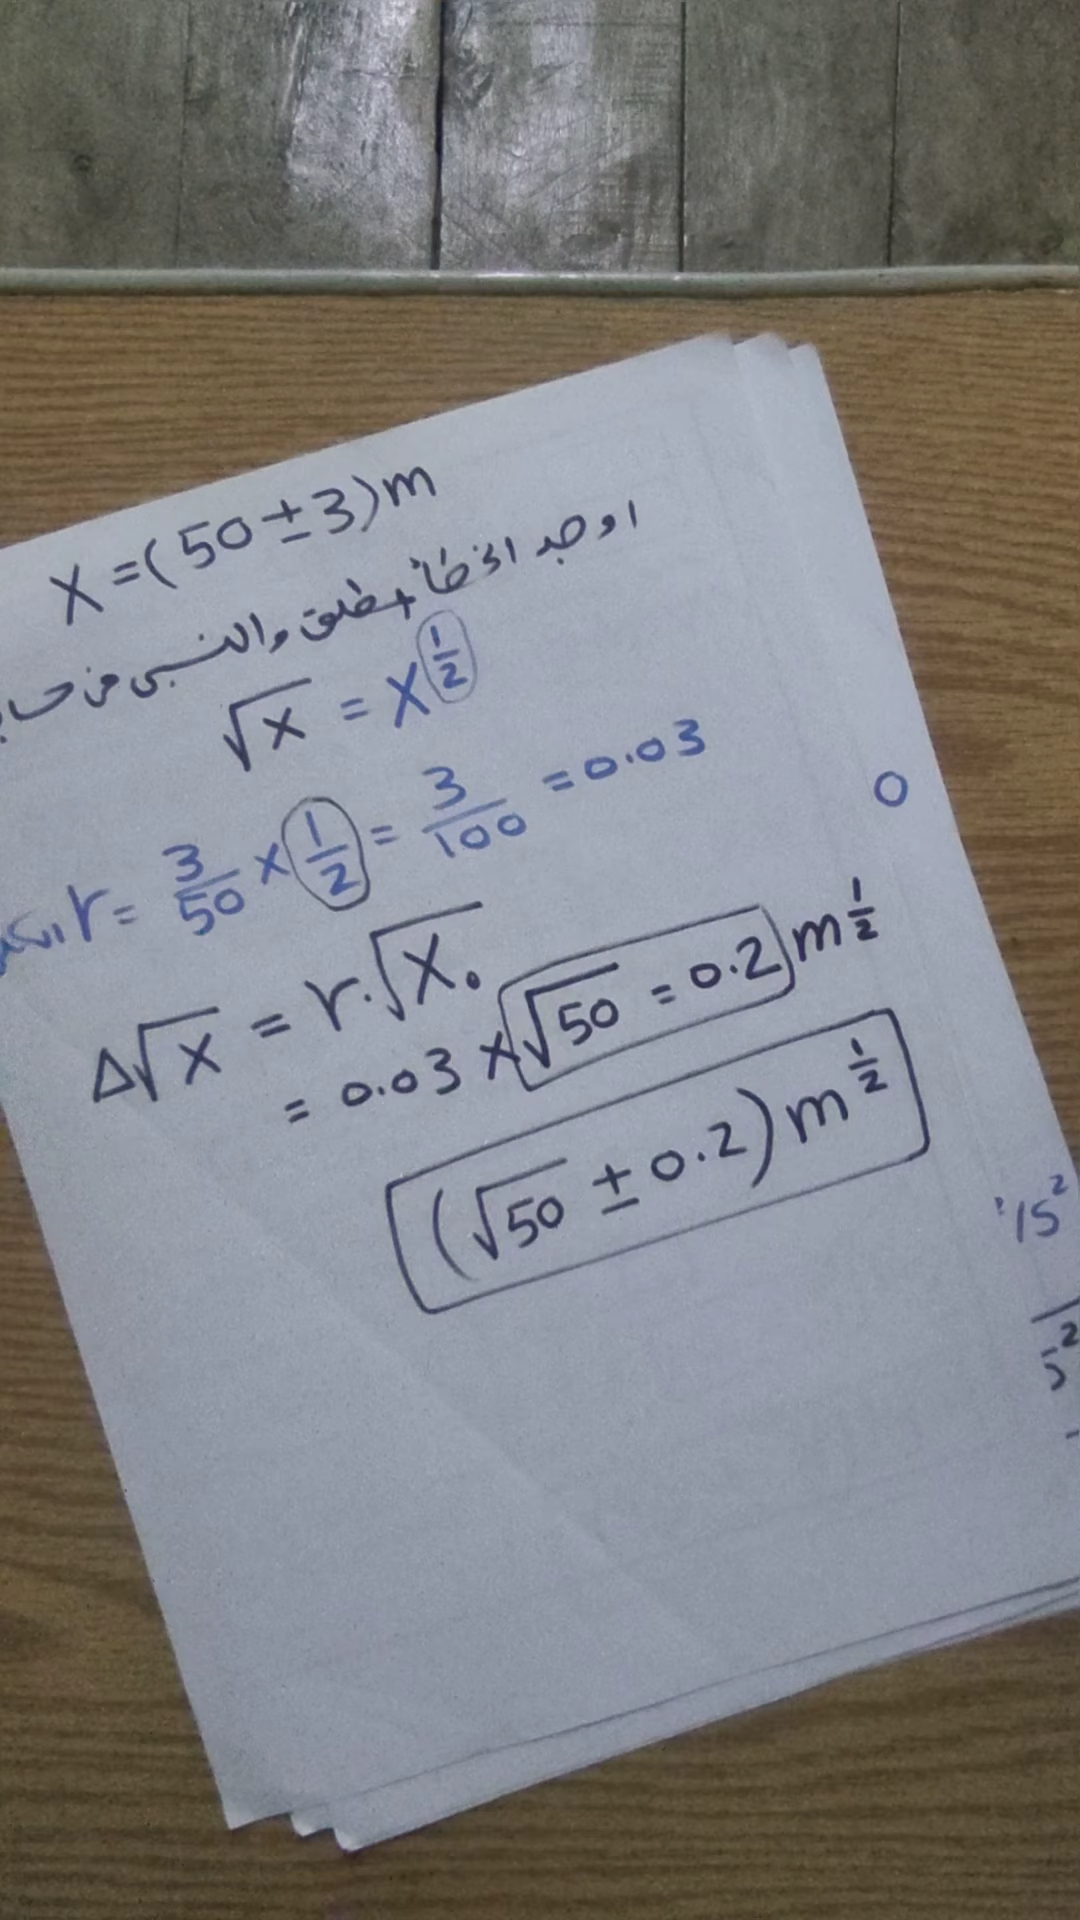 X = (50 ± 3) m
اوجد الخطأ المطلق والنسبي في
√x = x^(1/2)
r = 3/50 × 1/2 = 3/100 = 0.03
Δ√x = r.√x₀
= 0.03 × √50 = 0.2 m^(1/2)
(√50 ± 0.2) m^(1/2)